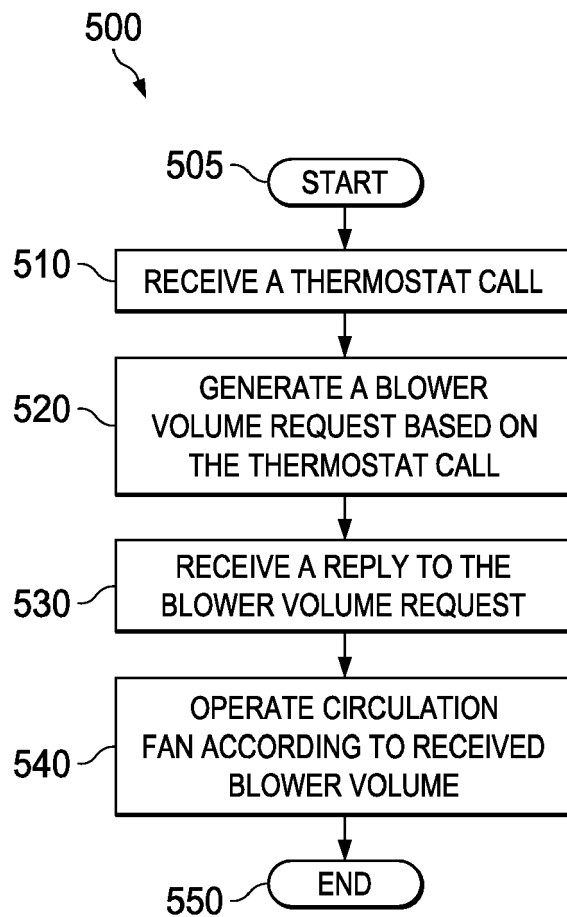 500
505
START
510
RECEIVE A THERMOSTAT CALL
520
GENERATE A BLOWER
VOLUME REQUEST BASED ON
THE THERMOSTAT CALL
530
RECEIVE A REPLY TO THE
BLOWER VOLUME REQUEST
540
OPERATE CIRCULATION
FAN ACCORDING TO RECEIVED
BLOWER VOLUME
550
END